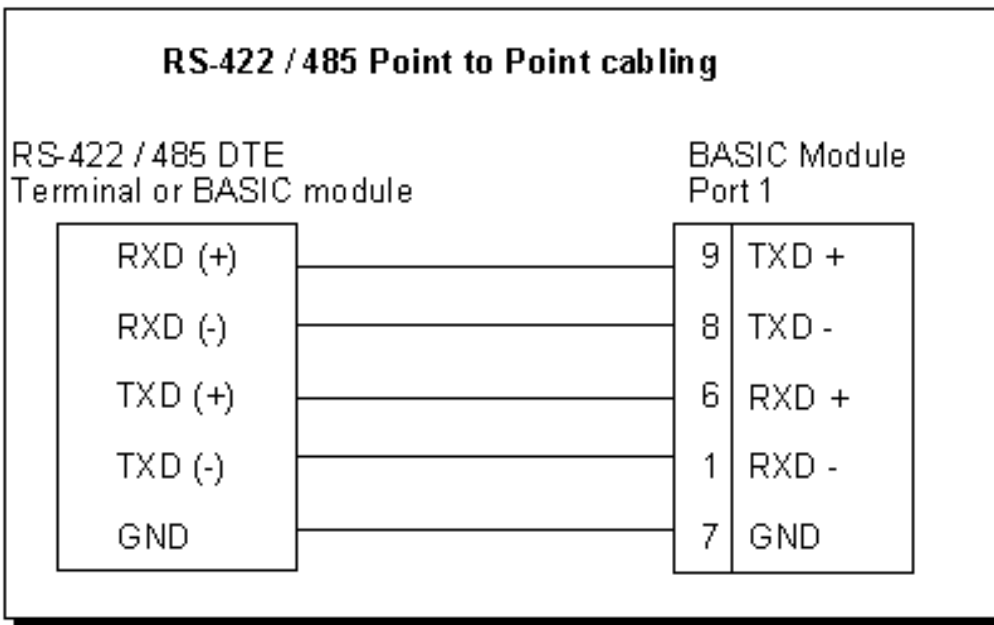 RS-422 / 485 Point to Point cabling
RS-422 / 485 DTE
Terminal or BASIC module
BASIC Module
Port 1
RXD (+)
9 TXD +
RXD (-)
8 TXD -
TXD (+)
6 RXD +
TXD (-)
1 RXD -
GND
7 GND